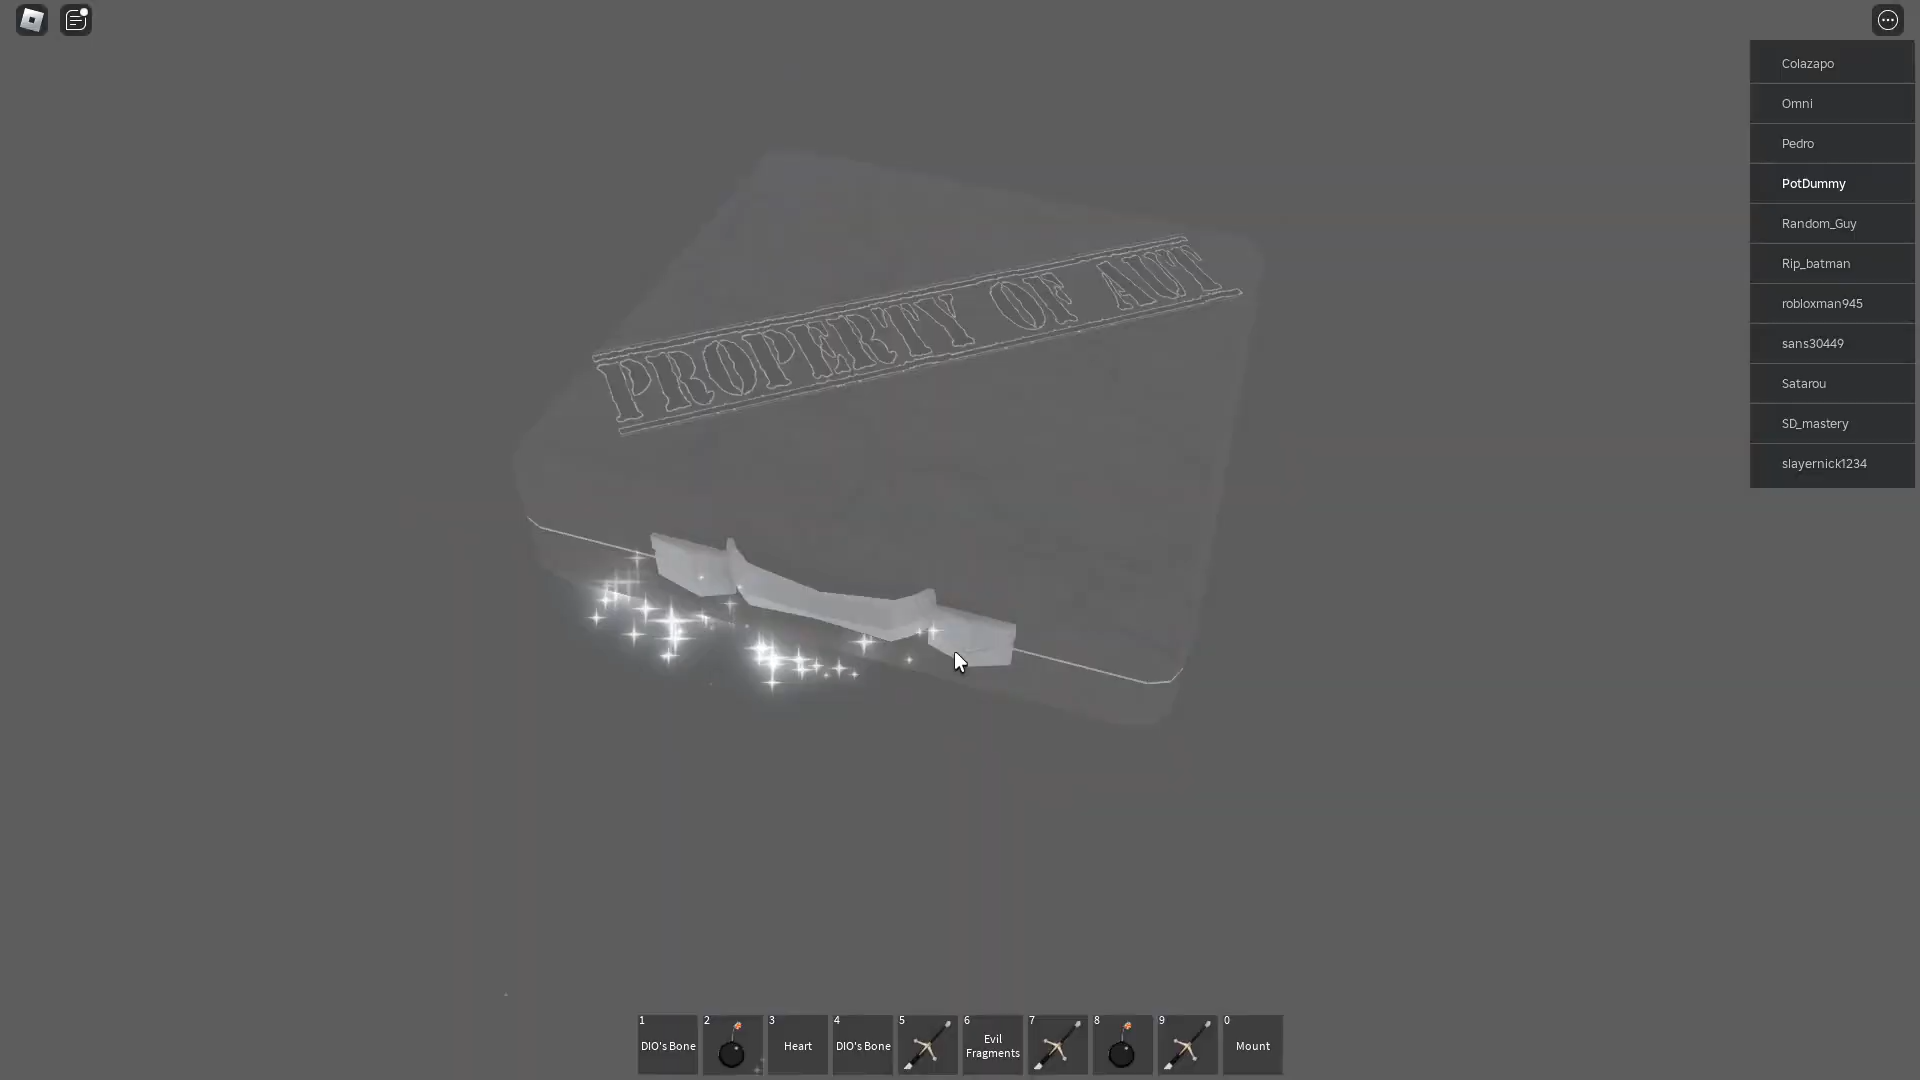 Colazapo
Omni
Pedro
PotDummy
Random_Guy
Rip_batman
robloxman945
sans30449
Satarou
SD_mastery
slayernick1234
PROPERTY OF AUT
1 DIO's Bone
2
3 Heart
4 DIO's Bone
5
6 Evil Fragments
7
8
9
0 Mount